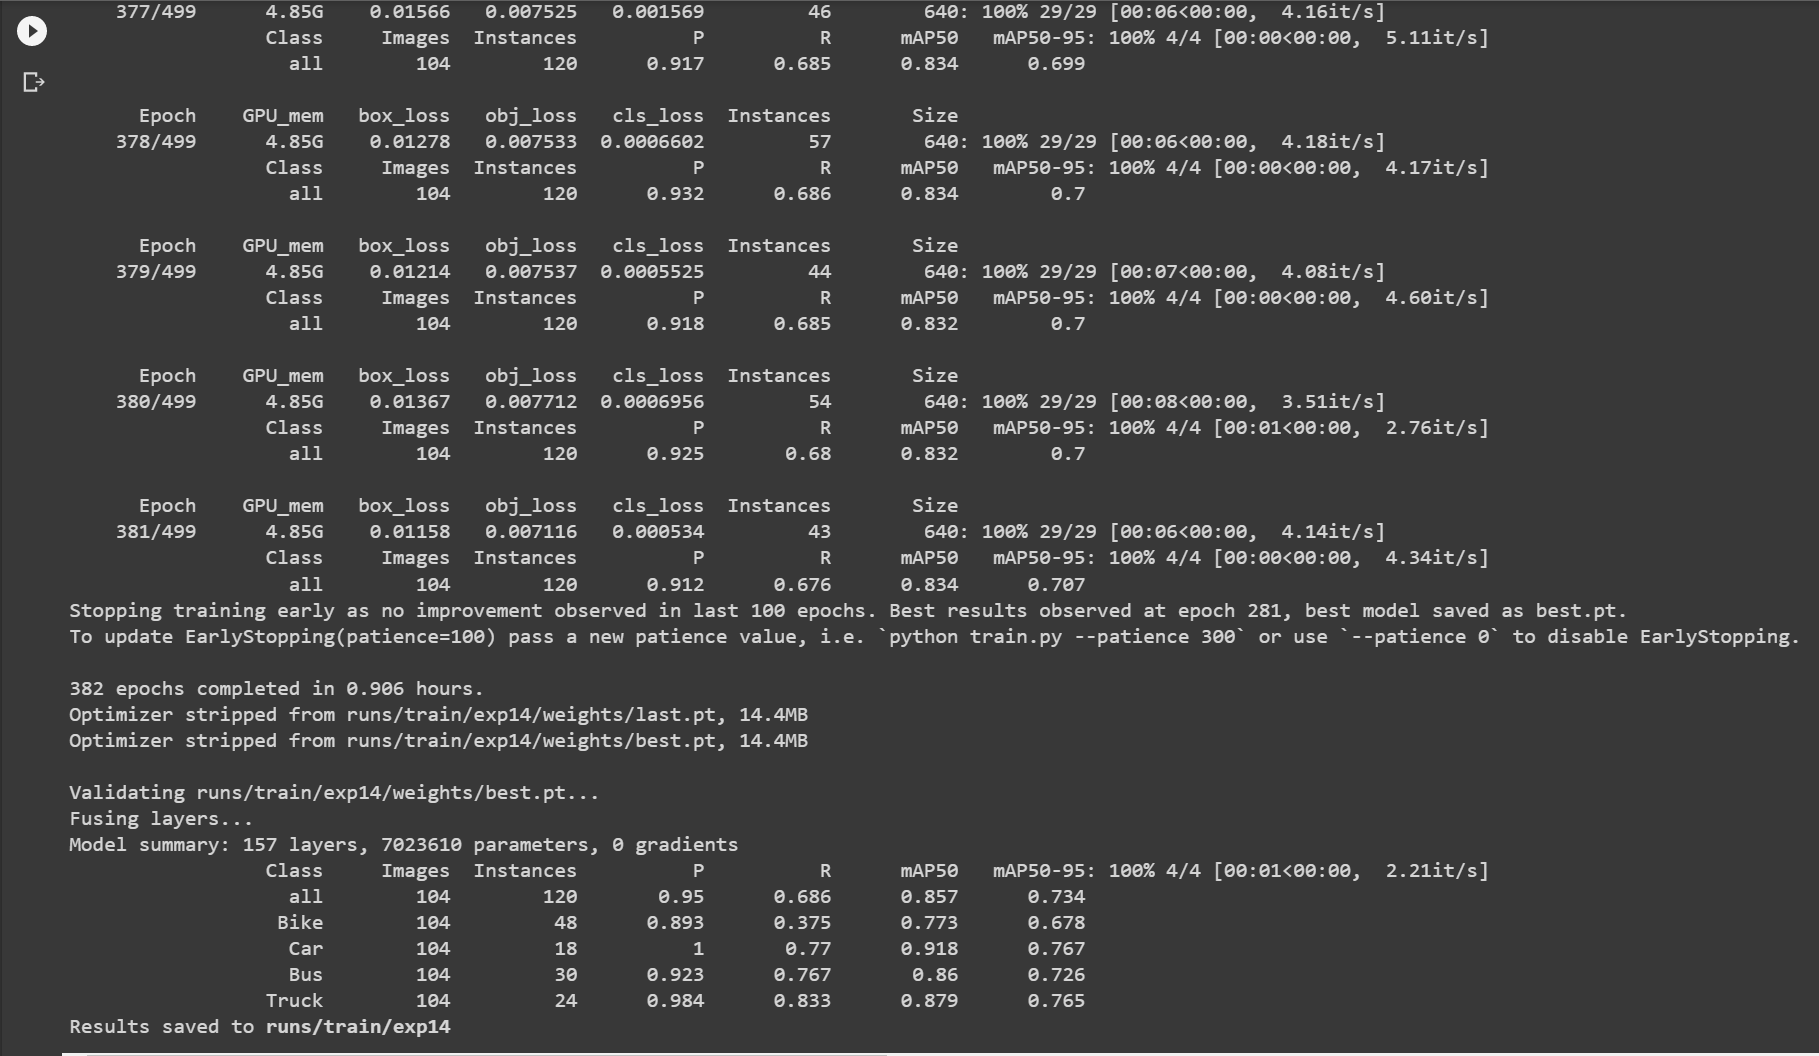 377/499 4.85G 0.01566 0.007525 0.001569 46 640: 100% 29/29 [00:06<00:00, 4.16it/s]
Class Images Instances P R mAP50 mAP50-95: 100% 4/4 [00:00<00:00, 5.11it/s]
all 104 120 0.917 0.685 0.834 0.699
Epoch GPU_mem box_loss obj_loss cls_loss Instances Size
378/499 4.85G 0.01278 0.007533 0.0006602 57 640: 100% 29/29 [00:06<00:00, 4.18it/s]
Class Images Instances P R mAP50 mAP50-95: 100% 4/4 [00:00<00:00, 4.17it/s]
all 104 120 0.932 0.686 0.834 0.7
Epoch GPU_mem box_loss obj_loss cls_loss Instances Size
379/499 4.85G 0.01214 0.007537 0.0005525 44 640: 100% 29/29 [00:07<00:00, 4.08it/s]
Class Images Instances P R mAP50 mAP50-95: 100% 4/4 [00:00<00:00, 4.60it/s]
all 104 120 0.918 0.685 0.832 0.7
Epoch GPU_mem box_loss obj_loss cls_loss Instances Size
380/499 4.85G 0.01367 0.007712 0.0006956 54 640: 100% 29/29 [00:08<00:00, 3.51it/s]
Class Images Instances P R mAP50 mAP50-95: 100% 4/4 [00:01<00:00, 2.76it/s]
all 104 120 0.925 0.68 0.832 0.7
Epoch GPU_mem box_loss obj_loss cls_loss Instances Size
381/499 4.85G 0.01158 0.007116 0.000534 43 640: 100% 29/29 [00:06<00:00, 4.14it/s]
Class Images Instances P R mAP50 mAP50-95: 100% 4/4 [00:00<00:00, 4.34it/s]
all 104 120 0.912 0.676 0.834 0.707
Stopping training early as no improvement observed in last 100 epochs. Best results observed at epoch 281, best model saved as best.pt.
To update EarlyStopping(patience=100) pass a new patience value, i.e. `python train.py --patience 300` or use `--patience 0` to disable EarlyStopping.
382 epochs completed in 0.906 hours.
Optimizer stripped from runs/train/exp14/weights/last.pt, 14.4MB
Optimizer stripped from runs/train/exp14/weights/best.pt, 14.4MB
Validating runs/train/exp14/weights/best.pt...
Fusing layers...
Model summary: 157 layers, 7023610 parameters, 0 gradients
Class Images Instances P R mAP50 mAP50-95: 100% 4/4 [00:01<00:00, 2.21it/s]
all 104 120 0.95 0.686 0.857 0.734
Bike 104 48 0.893 0.375 0.773 0.678
Car 104 18 1 0.77 0.918 0.767
Bus 104 30 0.923 0.767 0.86 0.726
Truck 104 24 0.984 0.833 0.879 0.765
Results saved to runs/train/exp14